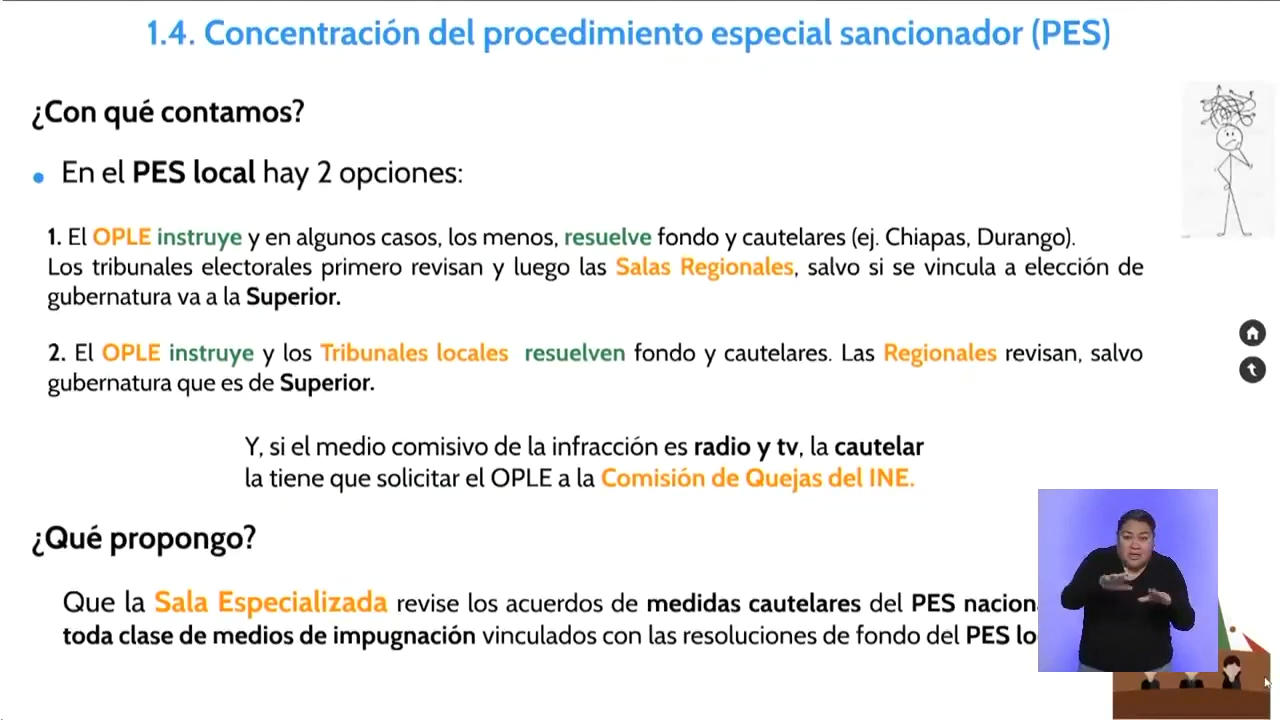 1.4. Concentración del procedimiento especial sancionador (PES)
¿Con qué contamos?
• En el PES local hay 2 opciones:
1. El OPLE instruye y en algunos casos, los menos, resuelve fondo y cautelares (ej. Chiapas, Durango).
Los tribunales electorales primero revisan y luego las Salas Regionales, salvo si se vincula a elección de
gubernatura va a la Superior.
2. El OPLE instruye y los Tribunales locales resuelven fondo y cautelares. Las Regionales revisan, salvo
gubernatura que es de Superior.
Y, si el medio comisivo de la infracción es radio y tv, la cautelar
la tiene que solicitar el OPLE a la Comisión de Quejas del INE.
¿Qué propongo?
Que la Sala Especializada revise los acuerdos de medidas cautelares del PES
toda clase de medios de impugnación vinculados con las resoluciones de fondo del PES